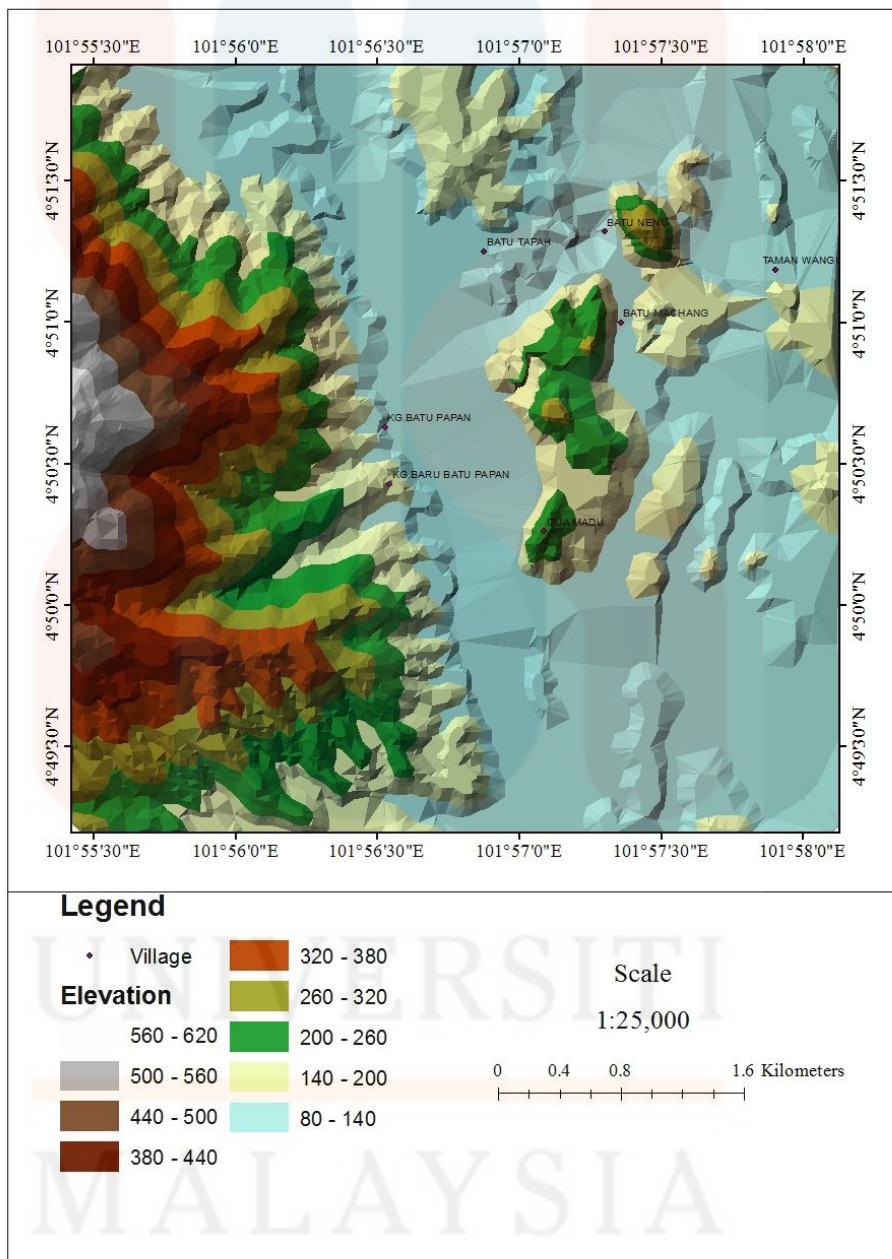 101°55'30"E 101°56'0"E 101°56'30"E 101°57'0"E 101°57'30"E 101°58'0"E
4°51'30"N 4°51'30"N
BATU NENG
BATU TAPAH
TAMAN WANGI
4°51'0"N 4°51'0"N
BATU MACHANG
KG.BATU PAPAN
4°50'30"N 4°50'30"N
KG.BARU BATU PAPAN
GUA MADU
4°50'0"N 4°50'0"N
4°49'30"N 4°49'30"N
101°55'30"E 101°56'0"E 101°56'30"E 101°57'0"E 101°57'30"E 101°58'0"E
Legend
Village
Elevation
560 - 620
500 - 560
440 - 500
380 - 440
320 - 380
260 - 320
200 - 260
140 - 200
80 - 140
Scale
1:25,000
0 0.4 0.8 1.6 Kilometers
UNIVERSITI
MALAYSIA